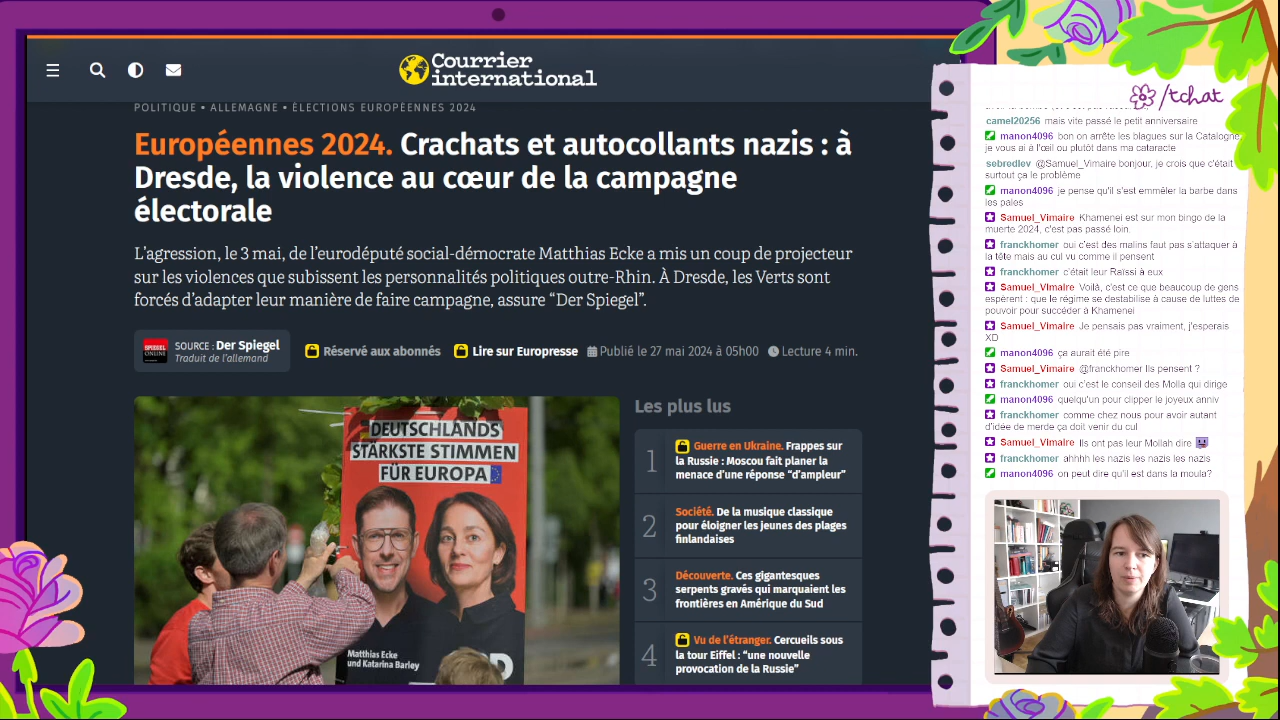 Courrier
international
POLITIQUE • ALLEMAGNE • ÉLECTIONS EUROPÉENNES 2024
Européennes 2024. Crachats et autocollants nazis : à
Dresde, la violence au cœur de la campagne
électorale
L'agression, le 3 mai, de l'eurodéputé social-démocrate Matthias Ecke a mis un coup de projecteur
sur les violences que subissent les personnalités politiques outre-Rhin. À Dresde, les Verts sont
forcés d'adapter leur manière de faire campagne, assure “Der Spiegel”.
SPIEGEL
ONLINE
SOURCE : Der Spiegel
Traduit de l'allemand
Réservé aux abonnés
Lire sur Europresse
Publié le 27 mai 2024 à 05h00
Lecture 4 min.
DEUTSCHLANDS
STÄRKSTE STIMMEN
FÜR EUROPA
Matthias Ecke
und Katarina Barley
Les plus lus
1 Guerre en Ukraine. Frappes sur
la Russie : Moscou fait planer la
menace d'une réponse “d'ampleur”
2 Société. De la musique classique
pour éloigner les jeunes des plages
finlandaises
3 Découverte. Ces gigantesques
serpents gravés qui marquaient les
frontières en Amérique du Sud
4 Vu de l'étranger. Cercueils sous
la tour Eiffel : “une nouvelle
provocation de la Russie”
/tchat
camel20256 mais vite passé le petit anniversaire
manon4096 bon on arrête les blagues sur la Catalogne,
je vous ai à l'œil ou plutôt dans ma cataracte
sebredlev @Samuel_Vimaire bonjour, je crois que c'était
surtout ça le problème
manon4096 je pense qu'il s'est emmêler la barbe dans
les pales
Samuel_Vimaire Khamenei est sur mon bingo de la
muerte 2024, c'est pas passé loin.
franckhomer oui c'est des malins faut pas s'attaquer à
la tête mais au cul vu comme il pensent
franckhomer c'était leur Raïssi à eux
Samuel_Vimaire Voilà, c'est ce que beaucoup de gens
espèrent : que le régime se destabilise à cause de luttes de
pouvoir pour succéder à Khamenei
Samuel_Vimaire Je pensais pas vraiment, j'esperais
XD
manon4096 ça aurait été pire
Samuel_Vimaire @franckhomer Ils pensent ?
franckhomer oui c'est le conseil des Molla qui dirige
manon4096 quelqu'un pour clipper le joyeux anniv
franckhomer comme chez nous pour avoir autant
d'idée de merde ça doit venir du cul
Samuel_Vimaire Ils ont pas leur Mollah dire
franckhomer ahhhh les nazis les nazis les nazis
manon4096 on peut dire qu'il est dans la moula?